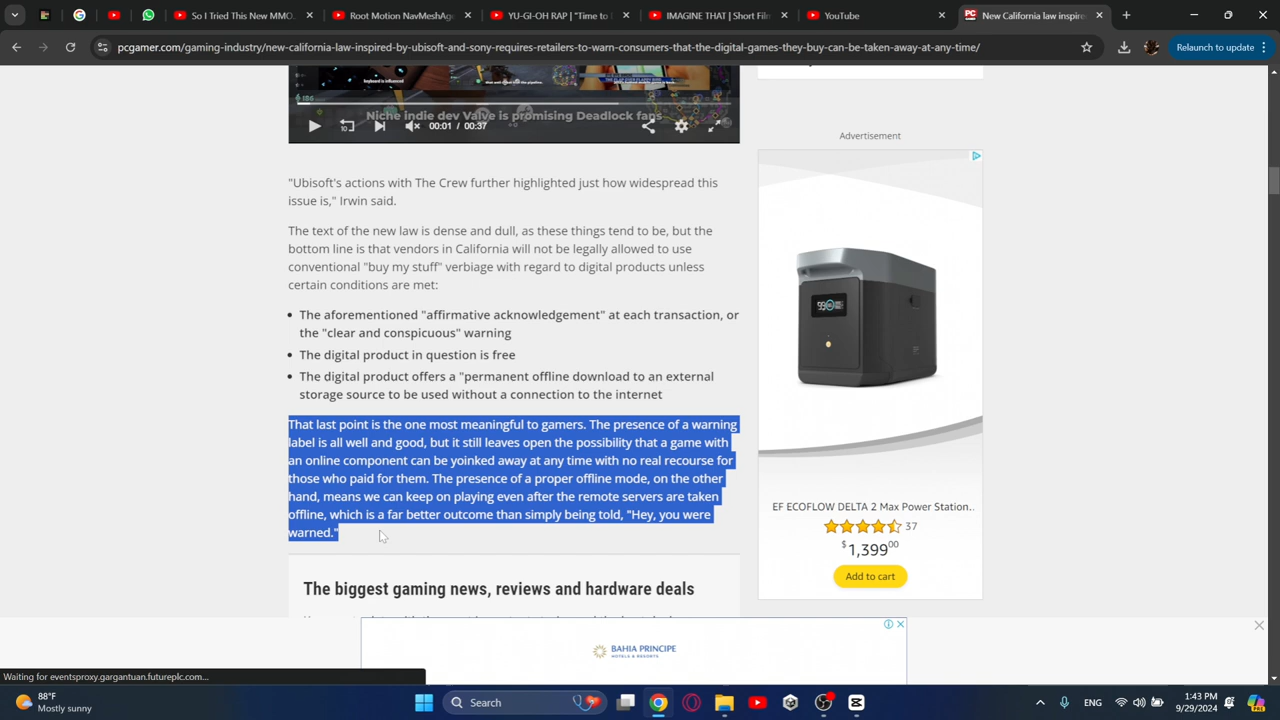 So I Tried This New MMO.
Root Motion NavMeshAge
YU-GI-OH RAP | "Time to
IMAGINE THAT | Short Film
YouTube
New California law inspire
pcgamer.com/gaming-industry/new-california-law-inspired-by-ubisoft-and-sony-requires-retailers-to-warn-consumers-that-digital-games-they-buy-can-be-taken-away-at-any-time/
Relaunch to update
Niche indie dev Valve is promising Deadlock fans
10
00:01 / 00:37
"Ubisoft's actions with The Crew further highlighted just how widespread this
issue is," Irwin said.
The text of the new law is dense and dull, as these things tend to be, but the
bottom line is that vendors in California will not be legally allowed to use
conventional "buy my stuff" verbiage with regard to digital products unless
certain conditions are met:
The aforementioned "affirmative acknowledgement" at each transaction, or
the "clear and conspicuous" warning
The digital product in question is free
The digital product offers a "permanent offline download to an external
storage source to be used without a connection to the internet
That last point is the one most meaningful to gamers. The presence of a warning
label is all well and good, but it still leaves open the possibility that a game with
an online component can be yoinked away at any time with no real recourse for
those who paid for them. The presence of a proper offline mode, on the other
hand, means we can keep on playing even after the remote servers are taken
offline, which is a far better outcome than simply being told, "Hey, you were
warned."
The biggest gaming news, reviews and hardware deals
Advertisement
EF ECOFLOW DELTA 2 Max Power Station..
37
$1,399.00
Add to cart
BAHIA PRINCIPE
HOTELS & RESORTS
Waiting for eventsproxy.gargantuan.futureplc.com...
88°F
Mostly sunny
Search
ENG
1:43 PM
9/29/2024